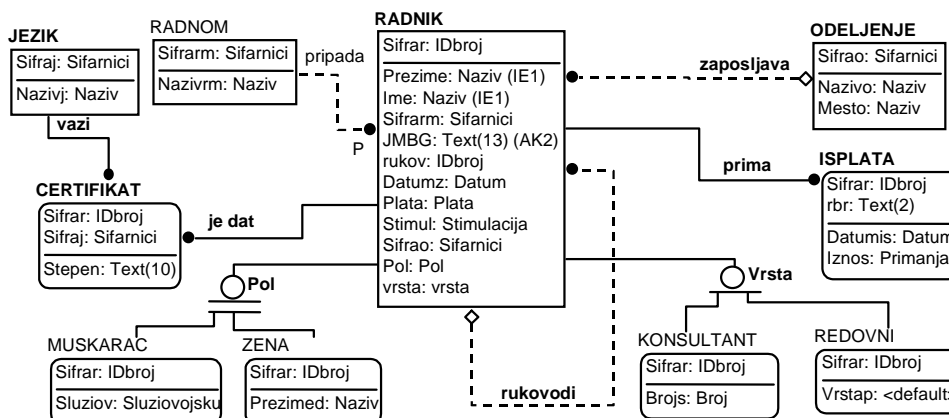 JEZIK
Sifraj: Sifarnici
Nazivj: Naziv
vazi
RADNOM
Sifrarm: Sifarnici
Nazivrm: Naziv
pripada
P
RADNIK
Sifrar: IDbroj
Prezime: Naziv (IE1)
Ime: Naziv (IE1)
Sifrarm: Sifarnici
JMBG: Text(13) (AK2)
rukov: IDbroj
Datumz: Datum
Plata: Plata
Stimul: Stimulacija
Sifrao: Sifarnici
Pol: Pol
vrsta: vrsta
zaposljava
ODELJENJE
Sifrao: Sifarnici
Nazivo: Naziv
Mesto: Naziv
prima
ISPLATA
Sifrar: IDbroj
rbr: Text(2)
Datumis: Datum
Iznos: Primanja
CERTIFIKAT
Sifrar: IDbroj
Sifraj: Sifarnici
Stepen: Text(10)
je dat
Pol
MUSKARAC
Sifrar: IDbroj
Sluziov: Sluziovojsku
ZENA
Sifrar: IDbroj
Prezimed: Naziv
rukovodi
Vrsta
KONSULTANT
Sifrar: IDbroj
Brojs: Broj
REDOVNI
Sifrar: IDbroj
Vrstap: <default